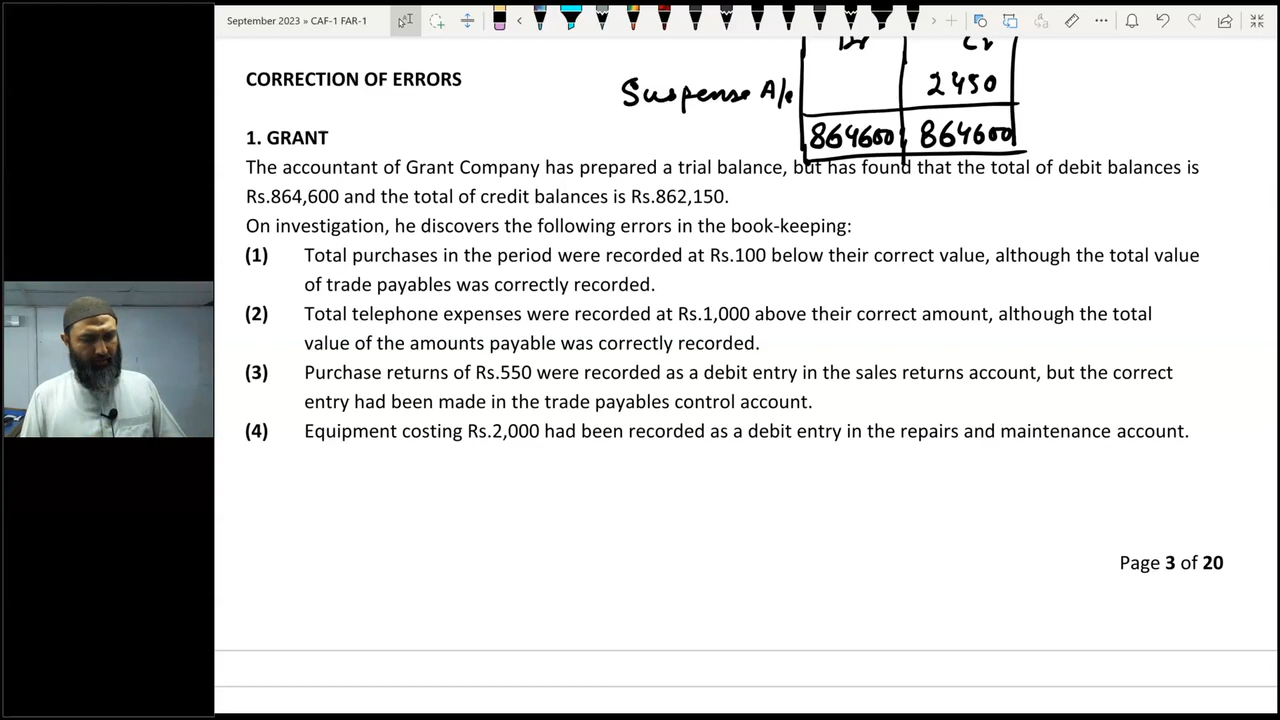 September 2023 » CAF-1 FAR-1
Dr Cr
CORRECTION OF ERRORS
Suspense A/c 2450
864600 864600
1. GRANT
The accountant of Grant Company has prepared a trial balance, but has found that the total of debit balances is
Rs.864,600 and the total of credit balances is Rs.862,150.
On investigation, he discovers the following errors in the book-keeping:
(1) Total purchases in the period were recorded at Rs.100 below their correct value, although the total value
of trade payables was correctly recorded.
(2) Total telephone expenses were recorded at Rs.1,000 above their correct amount, although the total
value of the amounts payable was correctly recorded.
(3) Purchase returns of Rs.550 were recorded as a debit entry in the sales returns account, but the correct
entry had been made in the trade payables control account.
(4) Equipment costing Rs.2,000 had been recorded as a debit entry in the repairs and maintenance account.
Page 3 of 20